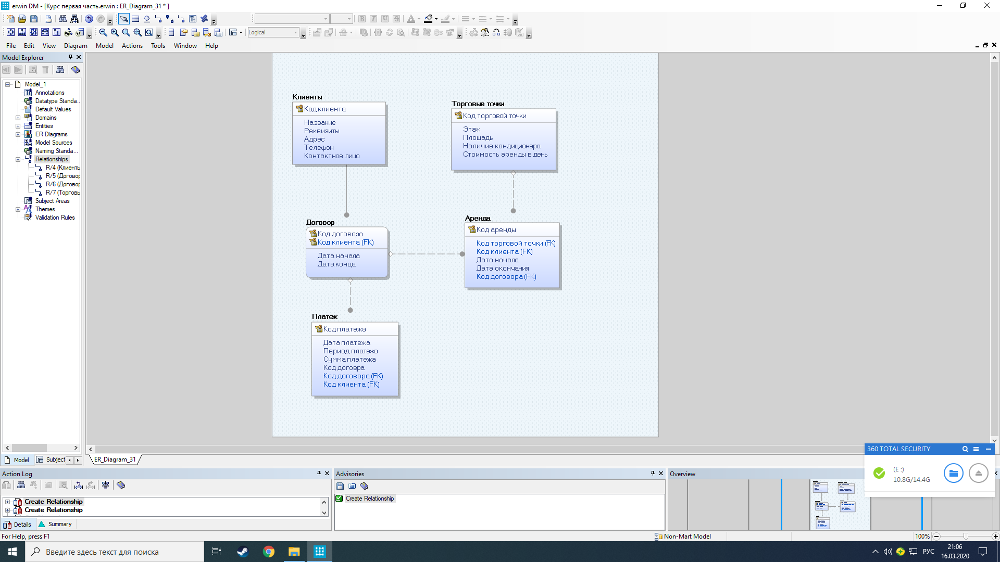 erwin DM - [Курс первая часть.erwin : ER_Diagram_31 * ]
Logical
File Edit View Diagram Model Actions Tools Window Help
Model Explorer
Model_1
Annotations
Datatype Standa...
Default Values
Domains
Entities
ER Diagrams
Model Sources
Naming Standa...
Relationships
R/4 (Клиенть
R/5 (Договор
R/6 (Договор
R/7 (Торговь
Subject Areas
Themes
Validation Rules
Model Subject
Клиенты
Код клиента
Название
Реквизиты
Адрес
Телефон
Контактное лицо
Торговые точки
Код торговой точки
Этаж
Площадь
Наличие кондиционера
Стоимость аренды в день
Договор
Код договора
Код клиента (FK)
Дата начала
Дата конца
Аренда
Код аренды
Код торговой точки (FK)
Код клиента (FK)
Дата начала
Дата окончания
Код договора (FK)
Платеж
Код платежа
Дата платежа
Период платежа
Сумма платежа
Код договра
Код договора (FK)
Код клиента (FK)
ER_Diagram_31
360 TOTAL SECURITY
(E :)
10.8G/14.4G
Action Log
Create Relationship
Create Relationship
Details Summary
Advisories
Create Relationship
Overview
For Help, press F1
Non-Mart Model
100%
Введите здесь текст для поиска
РУС
21:06
16.03.2020